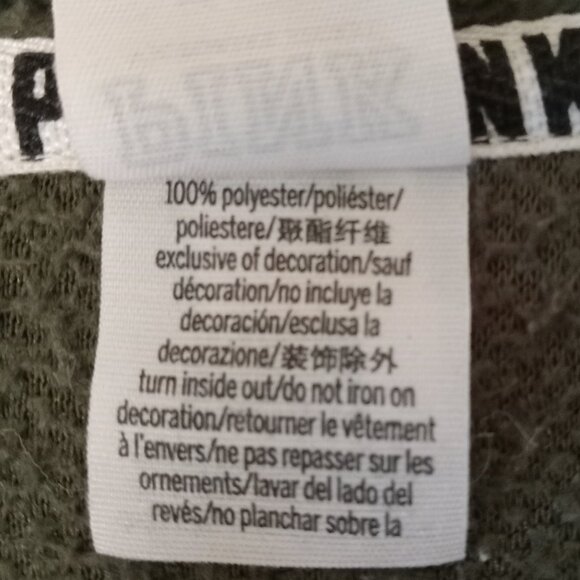 PINK
100% polyester/poliéster/
poliestere/聚酯纤维
exclusive of decoration/sauf
décoration/no incluye la
decoración/esclusa la
decorazione/装饰除外
turn inside out/do not iron on
decoration/retourner le vêtement
à l'envers/ne pas repasser sur les
ornements/lavar del lado del
revés/no planchar sobre la